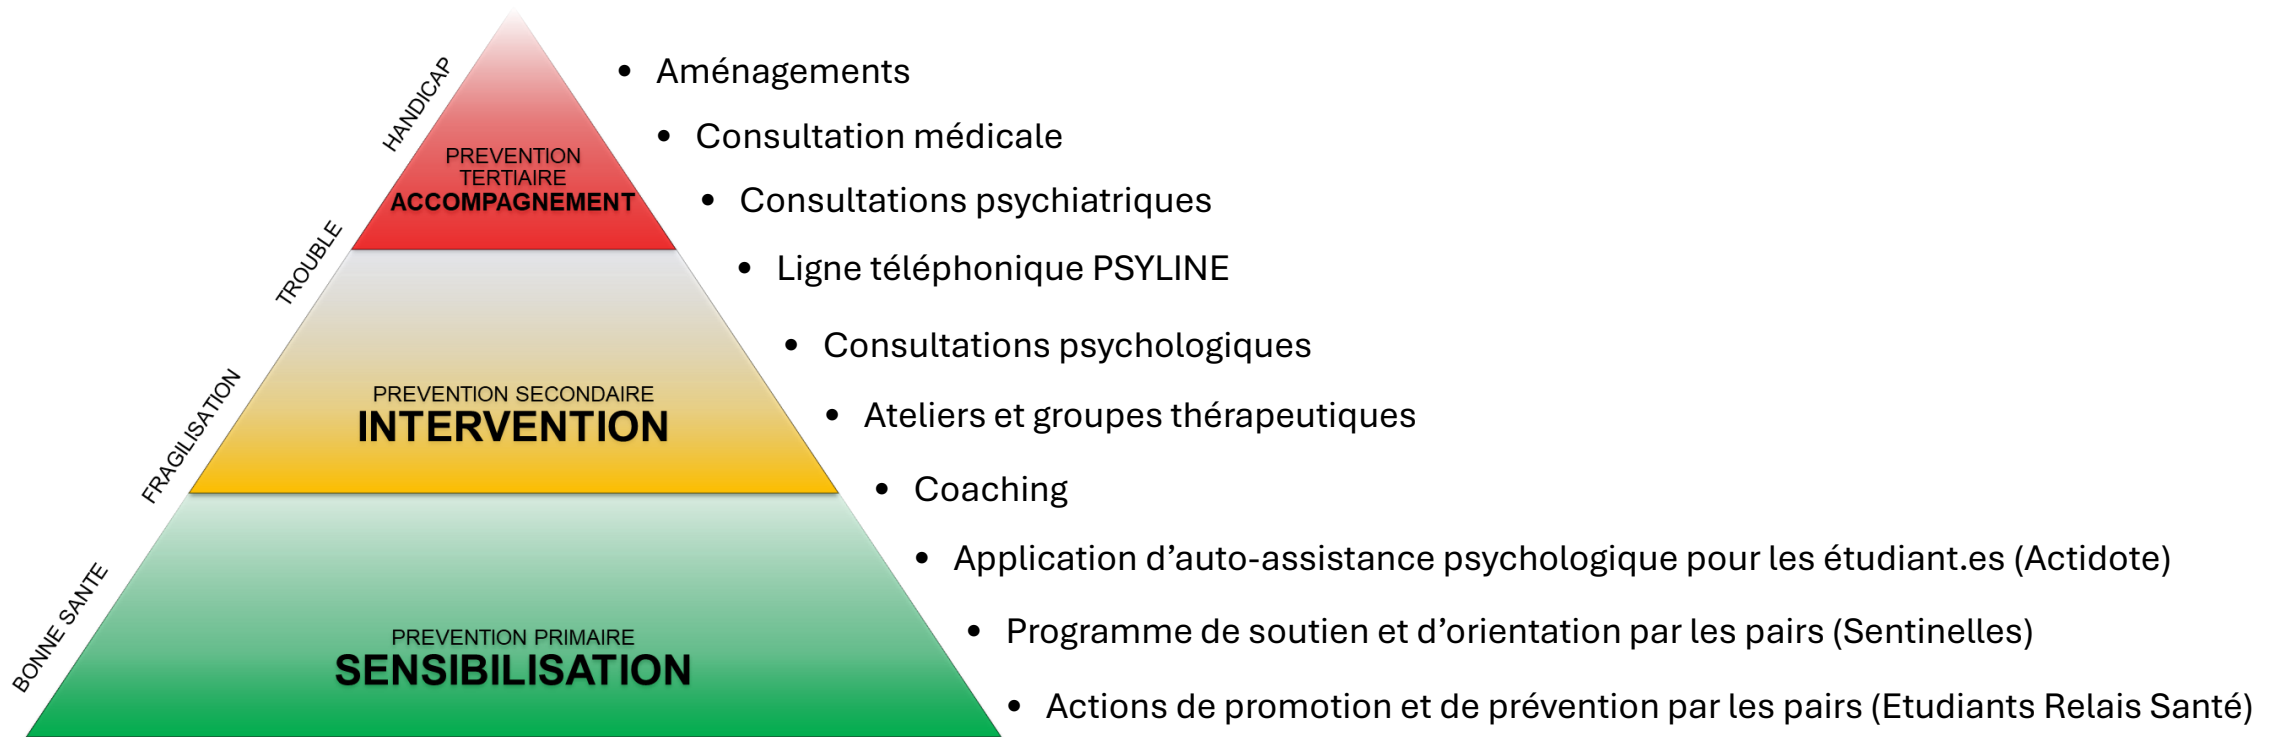 HANDICAP
TROUBLE
FRAGILISATION
BONNE SANTE
PREVENTION
TERTIAIRE
ACCOMPAGNEMENT
PREVENTION SECONDAIRE
INTERVENTION
PREVENTION PRIMAIRE
SENSIBILISATION
• Aménagements
• Consultation médicale
• Consultations psychiatriques
• Ligne téléphonique PSYLINE
• Consultations psychologiques
• Ateliers et groupes thérapeutiques
• Coaching
• Application d’auto-assistance psychologique pour les étudiant.es (Actidote)
• Programme de soutien et d’orientation par les pairs (Sentinelles)
• Actions de promotion et de prévention par les pairs (Etudiants Relais Santé)